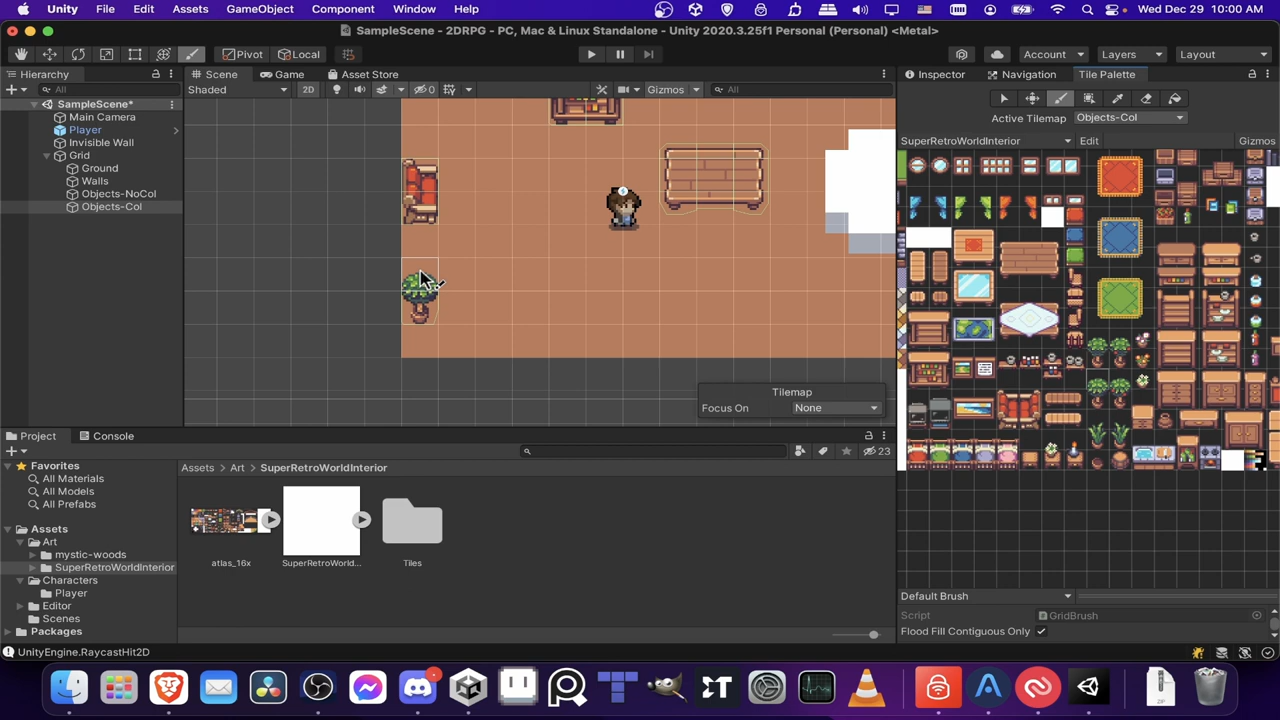 Unity File Edit Assets GameObject Component Window Help Wed Dec 29 10:00 AM
SampleScene - 2DRPG - PC, Mac & Linux Standalone - Unity 2020.3.25f1 Personal (Personal) <Metal>
Pivot Local Account Layers Layout
Hierarchy Scene Game Asset Store Inspector Navigation Tile Palette
All Shaded 2D 0 Gizmos All
SampleScene*
Main Camera
Player
Invisible Wall
Grid
Ground
Walls
Objects-NoCol
Objects-Col
Active Tilemap Objects-Col
SuperRetroWorldInterior Edit Gizmos
Tilemap
Focus On None
Project Console
23
Favorites
All Materials
All Models
All Prefabs
Assets
Art
mystic-woods
SuperRetroWorldInterior
Characters
Player
Editor
Scenes
Packages
Assets Art SuperRetroWorldInterior
atlas_16x SuperRetroWorld... Tiles
Default Brush
Script GridBrush
Flood Fill Contiguous Only
UnityEngine.RaycastHit2D
ZIP